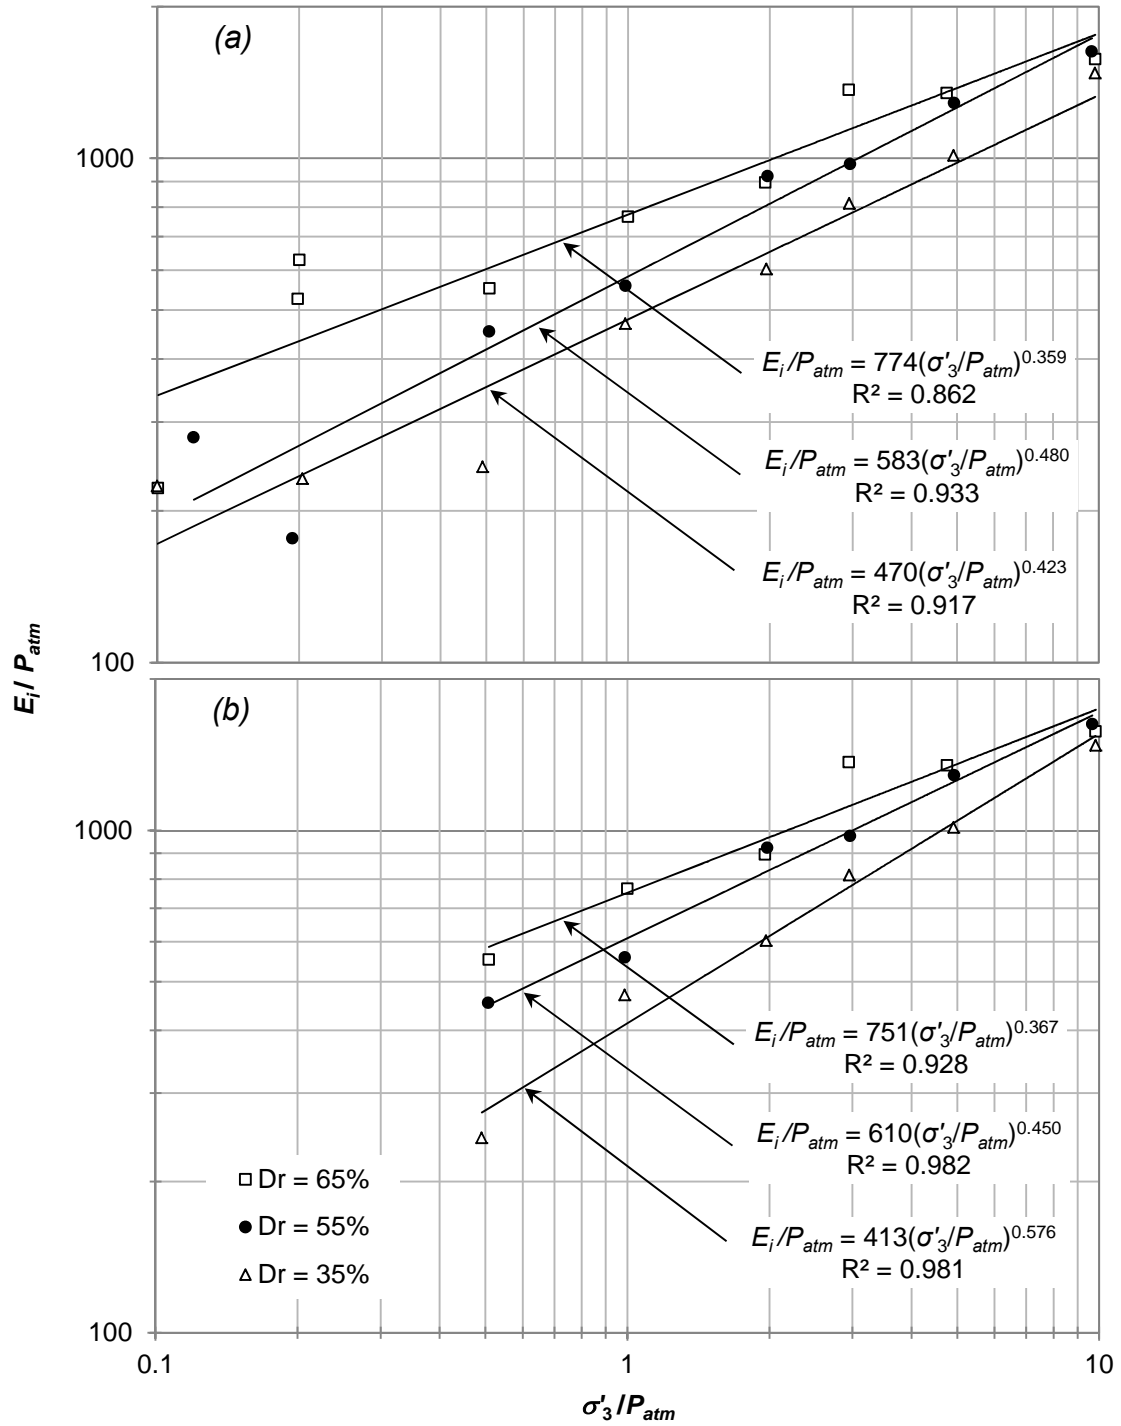 (a)
1000
E_i/P_atm = 774(σ'_3/P_atm)^0.359
R² = 0.862
E_i/P_atm = 583(σ'_3/P_atm)^0.480
R² = 0.933
E_i/P_atm = 470(σ'_3/P_atm)^0.423
R² = 0.917
100
E_i / P_atm
(b)
1000
E_i/P_atm = 751(σ'_3/P_atm)^0.367
R² = 0.928
E_i/P_atm = 610(σ'_3/P_atm)^0.450
R² = 0.982
Dr = 65%
Dr = 55%
E_i/P_atm = 413(σ'_3/P_atm)^0.576
R² = 0.981
Dr = 35%
100
0.1 1 10
σ'_3/P_atm